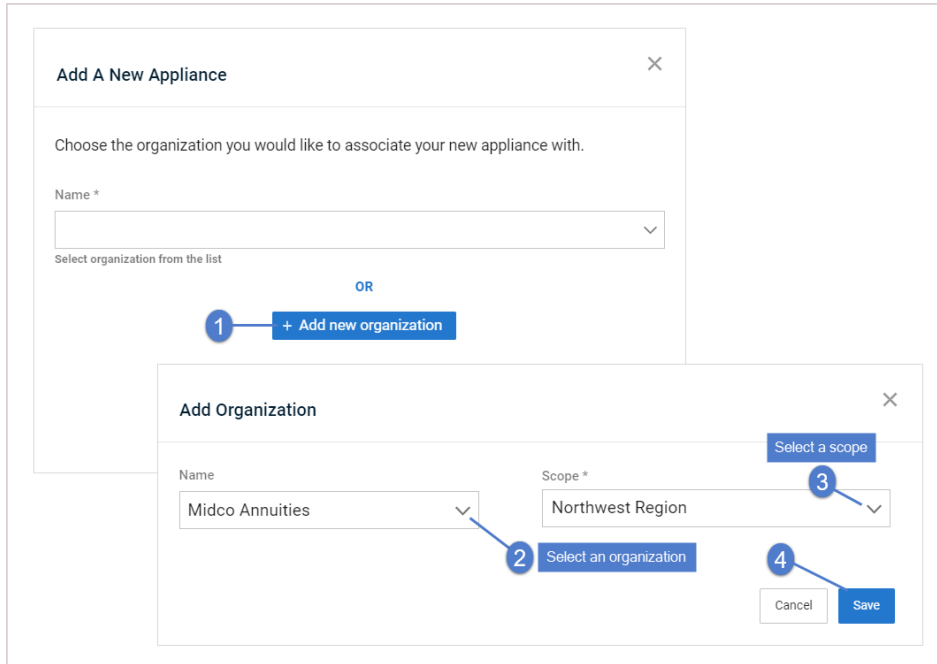 Add A New Appliance
Choose the organization you would like to associate your new appliance with.
Name *
Select organization from the list
OR
1
+ Add new organization
Add Organization
Select a scope
Name
Scope *
3
Midco Annuities
Northwest Region
2
Select an organization
4
Cancel
Save